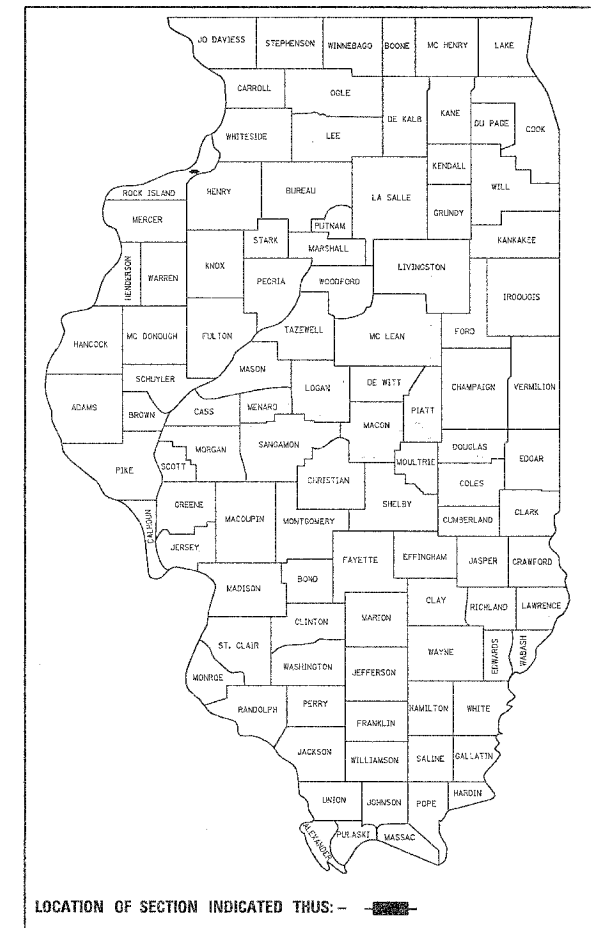 JO DAVIESS
STEPHENSON
WINNEBAGO
BOONE
MC HENRY
LAKE
CARROLL
OGLE
DE KALB
KANE
DU PAGE
COOK
WHITESIDE
LEE
KENDALL
WILL
ROCK ISLAND
HENRY
BUREAU
LA SALLE
GRUNDY
MERCER
PUTNAM
STARK
MARSHALL
KANKAKEE
HENDERSON
WARREN
KNOX
PEORIA
WOODFORD
LIVINGSTON
IROQUOIS
HANCOCK
MC DONOUGH
FULTON
TAZEWELL
MC LEAN
FORD
MASON
SCHUYLER
ADAMS
BROWN
CASS
MENARD
LOGAN
DE WITT
CHAMPAIGN
VERMILION
PIATT
MACON
MORGAN
SANGAMON
DOUGLAS
EDGAR
PIKE
SCOTT
CHRISTIAN
MOULTRIE
COLES
CALHOUN
GREENE
MACOUPIN
MONTGOMERY
SHELBY
CUMBERLAND
CLARK
JERSEY
FAYETTE
EFFINGHAM
JASPER
CRAWFORD
MADISON
BOND
CLAY
RICHLAND
LAWRENCE
CLINTON
MARION
ST. CLAIR
WAYNE
EDWARDS
WABASH
WASHINGTON
JEFFERSON
MONROE
RANDOLPH
PERRY
HAMILTON
WHITE
FRANKLIN
JACKSON
WILLIAMSON
SALINE
GALLATIN
UNION
JOHNSON
POPE
HARDIN
ALEXANDER
PULASKI
MASSAC
LOCATION OF SECTION INDICATED THUS: -